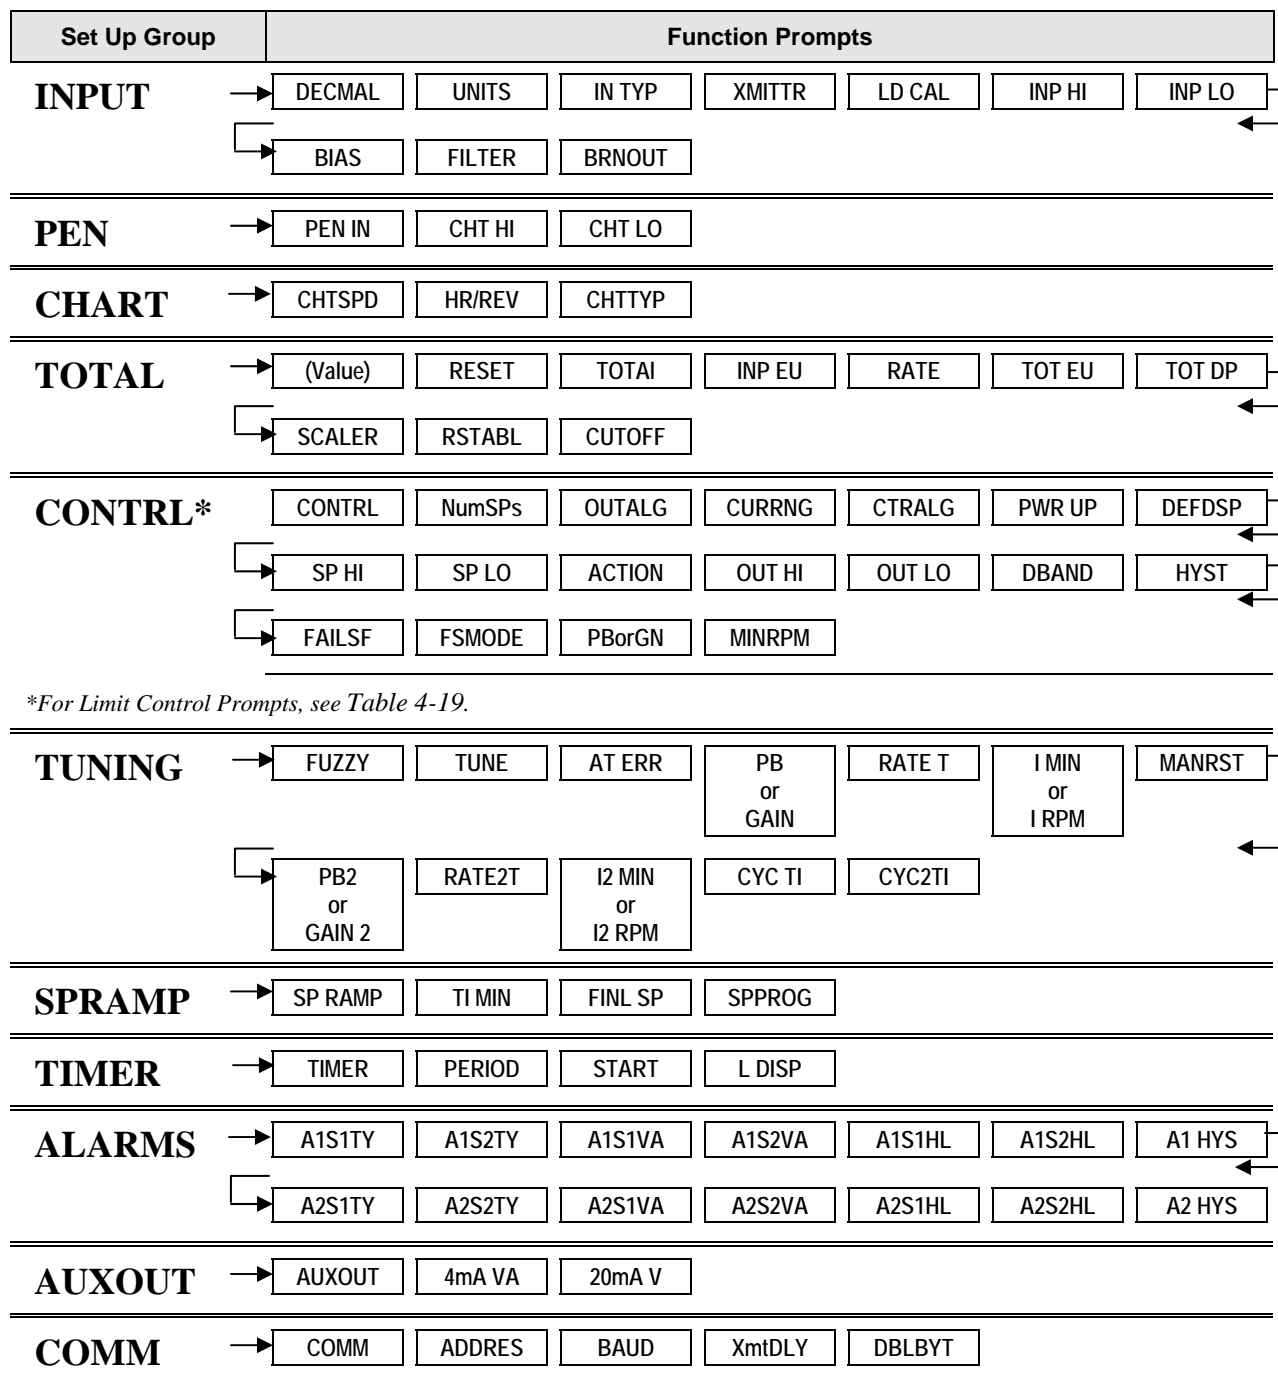 Set Up Group Function Prompts
INPUT DECMAL UNITS IN TYP XMITTR LD CAL INP HI INP LO
BIAS FILTER BRNOUT
PEN PEN IN CHT HI CHT LO
CHART CHTSPD HR/REV CHTTYP
TOTAL (Value) RESET TOTAI INP EU RATE TOT EU TOT DP
SCALER RSTABL CUTOFF
CONTRL* CONTRL NumSPs OUTALG CURRNG CTRALG PWR UP DEFDSP
SP HI SP LO ACTION OUT HI OUT LO DBAND HYST
FAILSF FSMODE PBorGN MINRPM
*For Limit Control Prompts, see Table 4-19.
TUNING FUZZY TUNE AT ERR PB RATE T I MIN MANRST
or or
GAIN I RPM
PB2 RATE2T I2 MIN CYC TI CYC2TI
or or
GAIN 2 I2 RPM
SPRAMP SP RAMP TI MIN FINL SP SPPROG
TIMER TIMER PERIOD START L DISP
ALARMS A1S1TY A1S2TY A1S1VA A1S2VA A1S1HL A1S2HL A1 HYS
A2S1TY A2S2TY A2S1VA A2S2VA A2S1HL A2S2HL A2 HYS
AUXOUT AUXOUT 4mA VA 20mA V
COMM COMM ADDRES BAUD XmtDLY DBLBYT